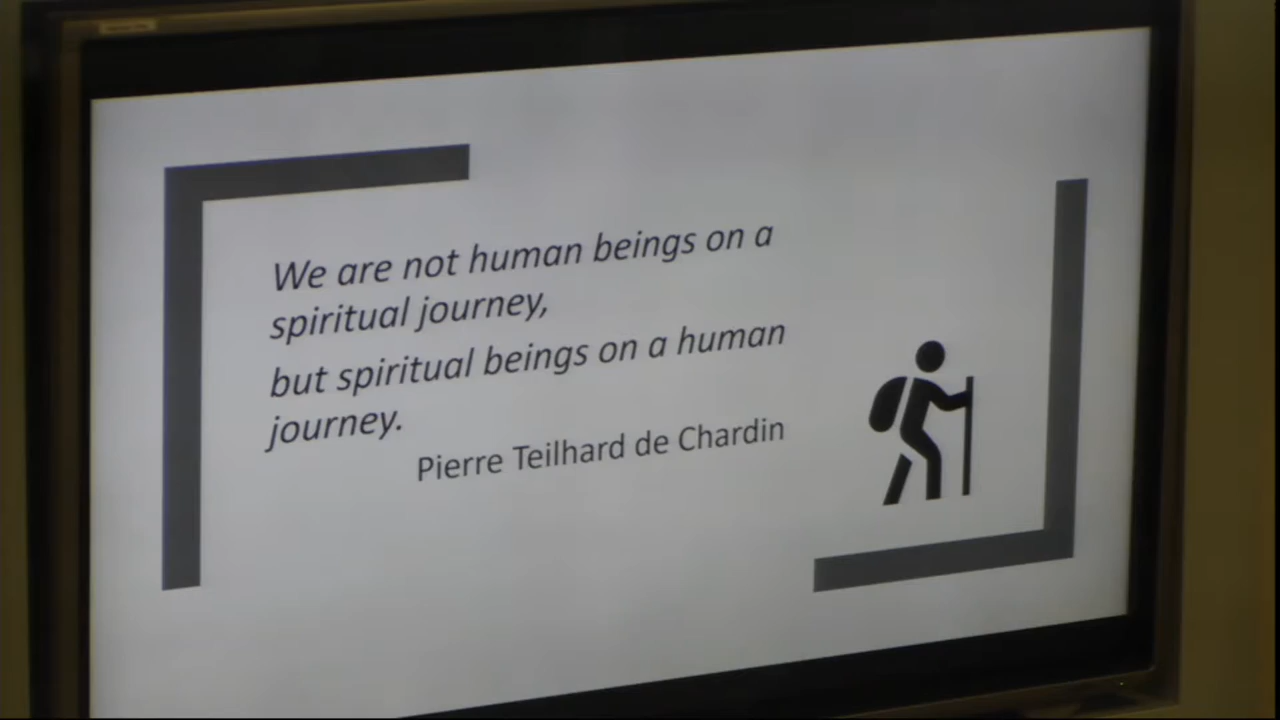 We are not human beings on a
spiritual journey,
but spiritual beings on a human
journey.
Pierre Teilhard de Chardin